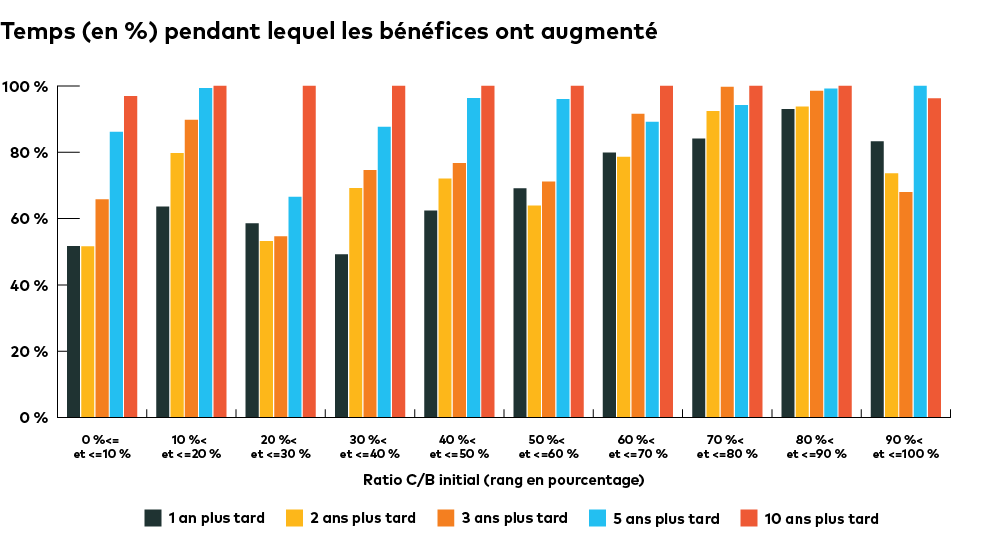 Temps (en %) pendant lequel les bénéfices ont augmenté
100 %
80 %
60 %
40 %
20 %
0 %
0 %<= et <=10 %
10 %< et <=20 %
20 %< et <=30 %
30 %< et <=40 %
40 %< et <=50 %
50 %< et <=60 %
60 %< et <=70 %
70 %< et <=80 %
80 %< et <=90 %
90 %< et <=100 %
Ratio C/B initial (rang en pourcentage)
1 an plus tard
2 ans plus tard
3 ans plus tard
5 ans plus tard
10 ans plus tard